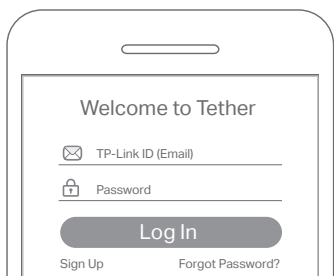 Welcome to Tether
TP-Link ID (Email)
Password
Log In
Sign Up Forgot Password?